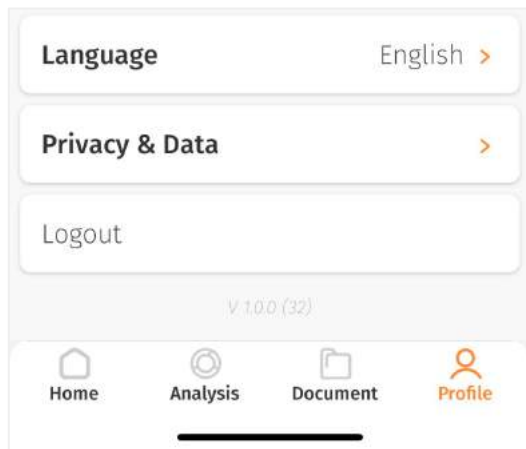 Language English >
Privacy & Data >
Logout
V 1.0.0 (32)
Home Analysis Document Profile